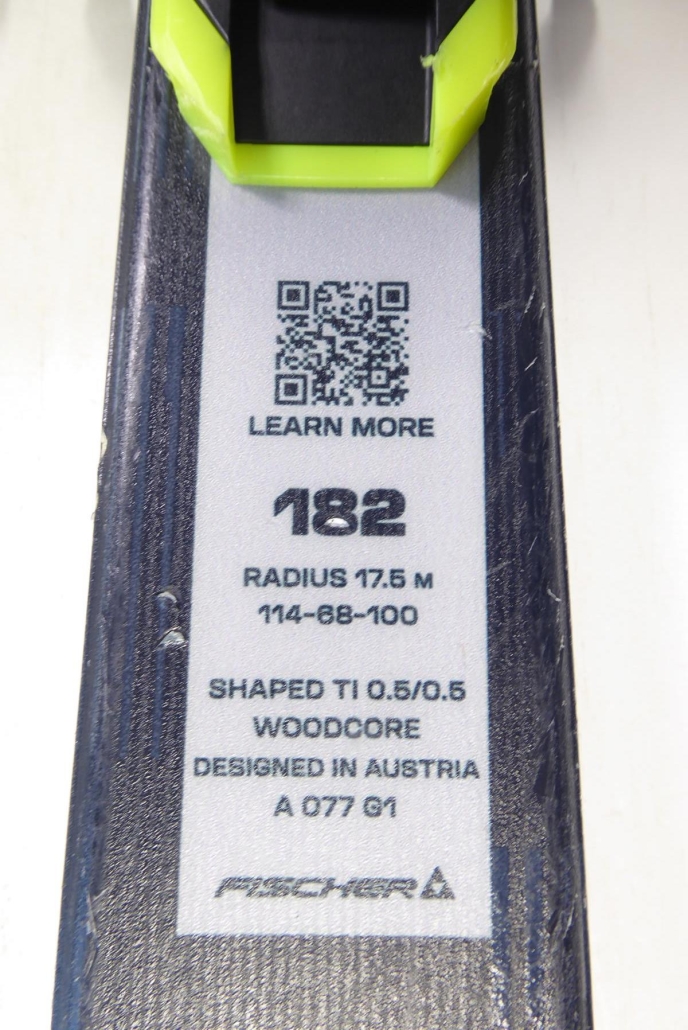 LEARN MORE
182
RADIUS 17.5 M
114-68-100
SHAPED TI 0.5/0.5
WOODCORE
DESIGNED IN AUSTRIA
A 077 G1
FISCHER